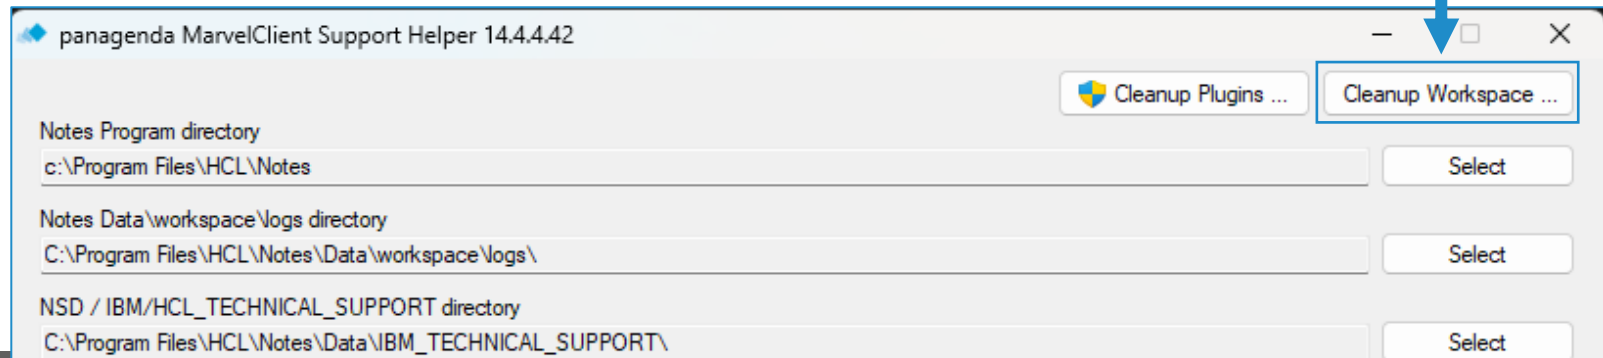 panagenda MarvelClient Support Helper 14.4.4.42
Cleanup Plugins ... Cleanup Workspace ...
Notes Program directory
c:\Program Files\HCL\Notes Select
Notes Data\workspace\logs directory
C:\Program Files\HCL\Notes\Data\workspace\logs\ Select
NSD / IBM/HCL_TECHNICAL_SUPPORT directory
C:\Program Files\HCL\Notes\Data\IBM_TECHNICAL_SUPPORT\ Select